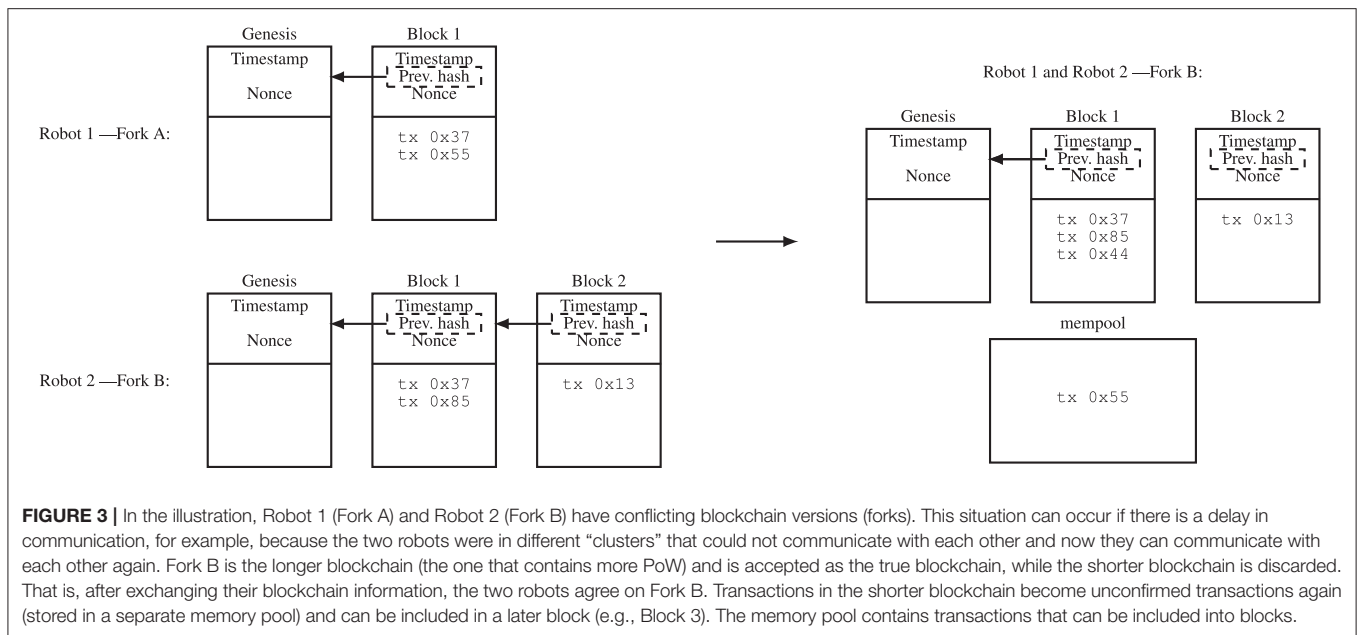 Genesis
Block 1
Timestamp
Timestamp
Prev. hash
Nonce
Nonce
Robot 1 —Fork A:
tx 0x37
tx 0x55
Genesis
Block 1
Block 2
Timestamp
Timestamp
Timestamp
Prev. hash
Prev. hash
Nonce
Nonce
Nonce
Robot 2 —Fork B:
tx 0x37
tx 0x13
tx 0x85
Robot 1 and Robot 2 —Fork B:
Genesis
Block 1
Block 2
Timestamp
Timestamp
Timestamp
Prev. hash
Prev. hash
Nonce
Nonce
Nonce
tx 0x37
tx 0x13
tx 0x85
tx 0x44
mempool
tx 0x55
FIGURE 3 | In the illustration, Robot 1 (Fork A) and Robot 2 (Fork B) have conflicting blockchain versions (forks). This situation can occur if there is a delay in
communication, for example, because the two robots were in different “clusters” that could not communicate with each other and now they can communicate with
each other again. Fork B is the longer blockchain (the one that contains more PoW) and is accepted as the true blockchain, while the shorter blockchain is discarded.
That is, after exchanging their blockchain information, the two robots agree on Fork B. Transactions in the shorter blockchain become unconfirmed transactions again
(stored in a separate memory pool) and can be included in a later block (e.g., Block 3). The memory pool contains transactions that can be included into blocks.